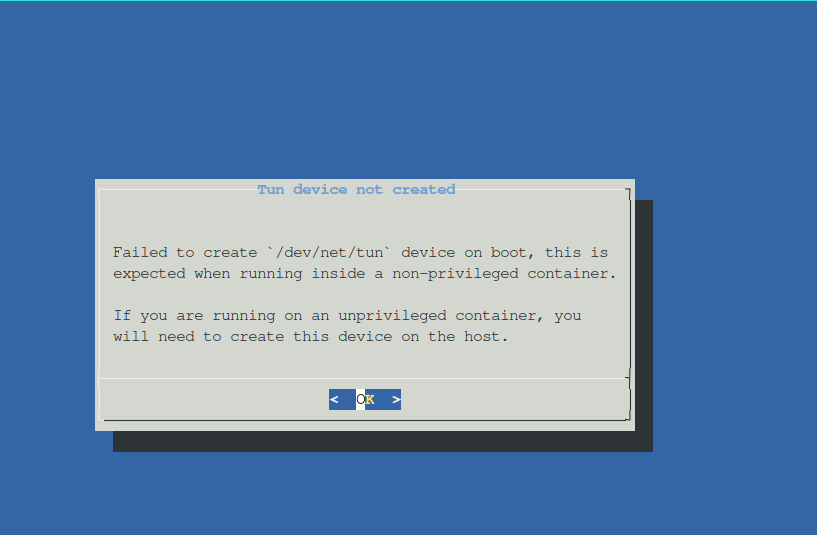 Tun device not created
Failed to create `/dev/net/tun` device on boot, this is
expected when running inside a non-privileged container.
If you are running on an unprivileged container, you
will need to create this device on the host.
<  OK  >